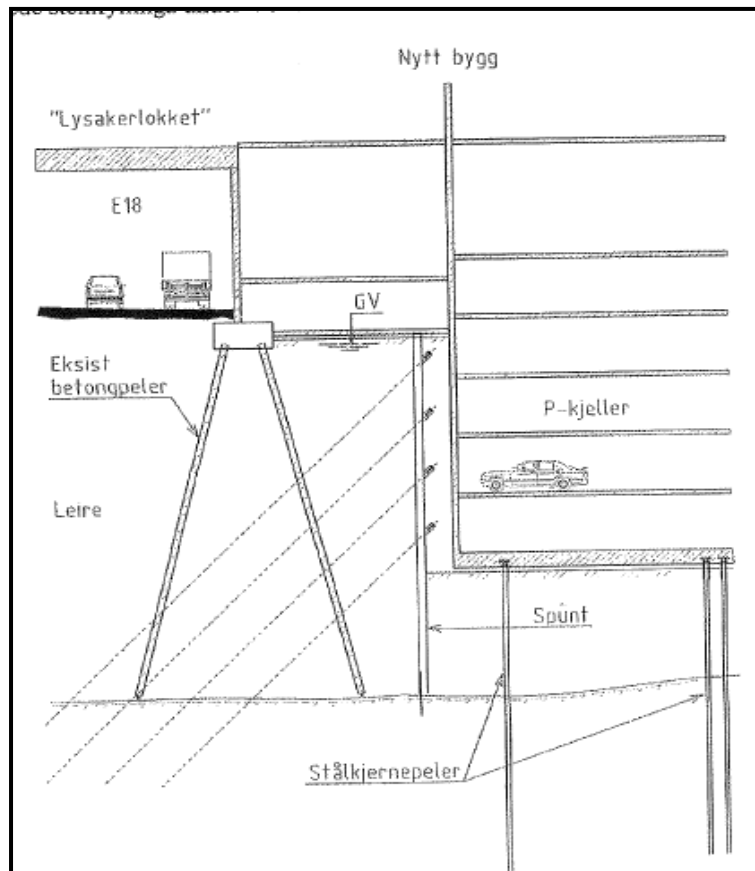 Nytt bygg
"Lysakerlokket"
E18
GV
Eksist
betongpeler
P-kjeller
Leire
Spunt
Stålkjernepeler